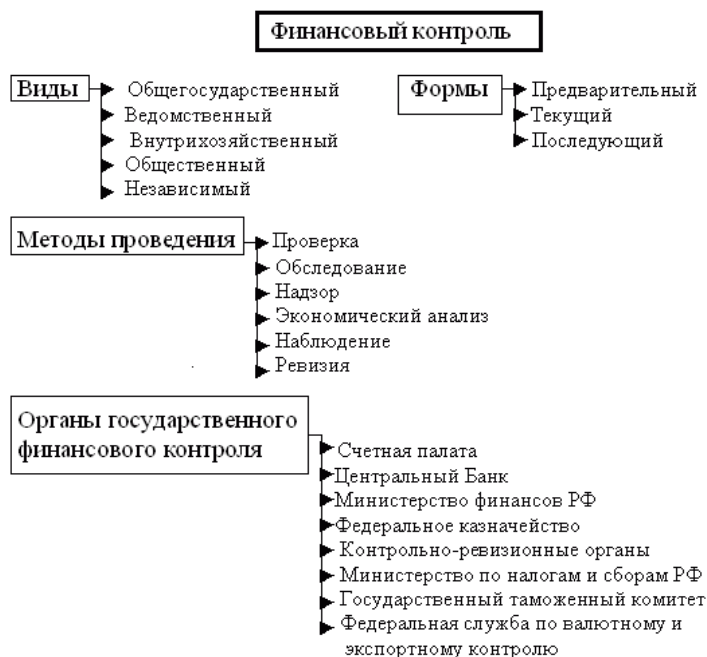 Финансовый контроль
Виды
Общегосударственный
Ведомственный
Внутрихозяйственный
Общественный
Независимый
Формы
Предварительный
Текущий
Последующий
Методы проведения
Проверка
Обследование
Надзор
Экономический анализ
Наблюдение
Ревизия
Органы государственного
финансового контроля
Счетная палата
Центральный Банк
Министерство финансов РФ
Федеральное казначейство
Контрольно-ревизионные органы
Министерство по налогам и сборам РФ
Государственный таможенный комитет
Федеральная служба по валютному и
экспортному контролю